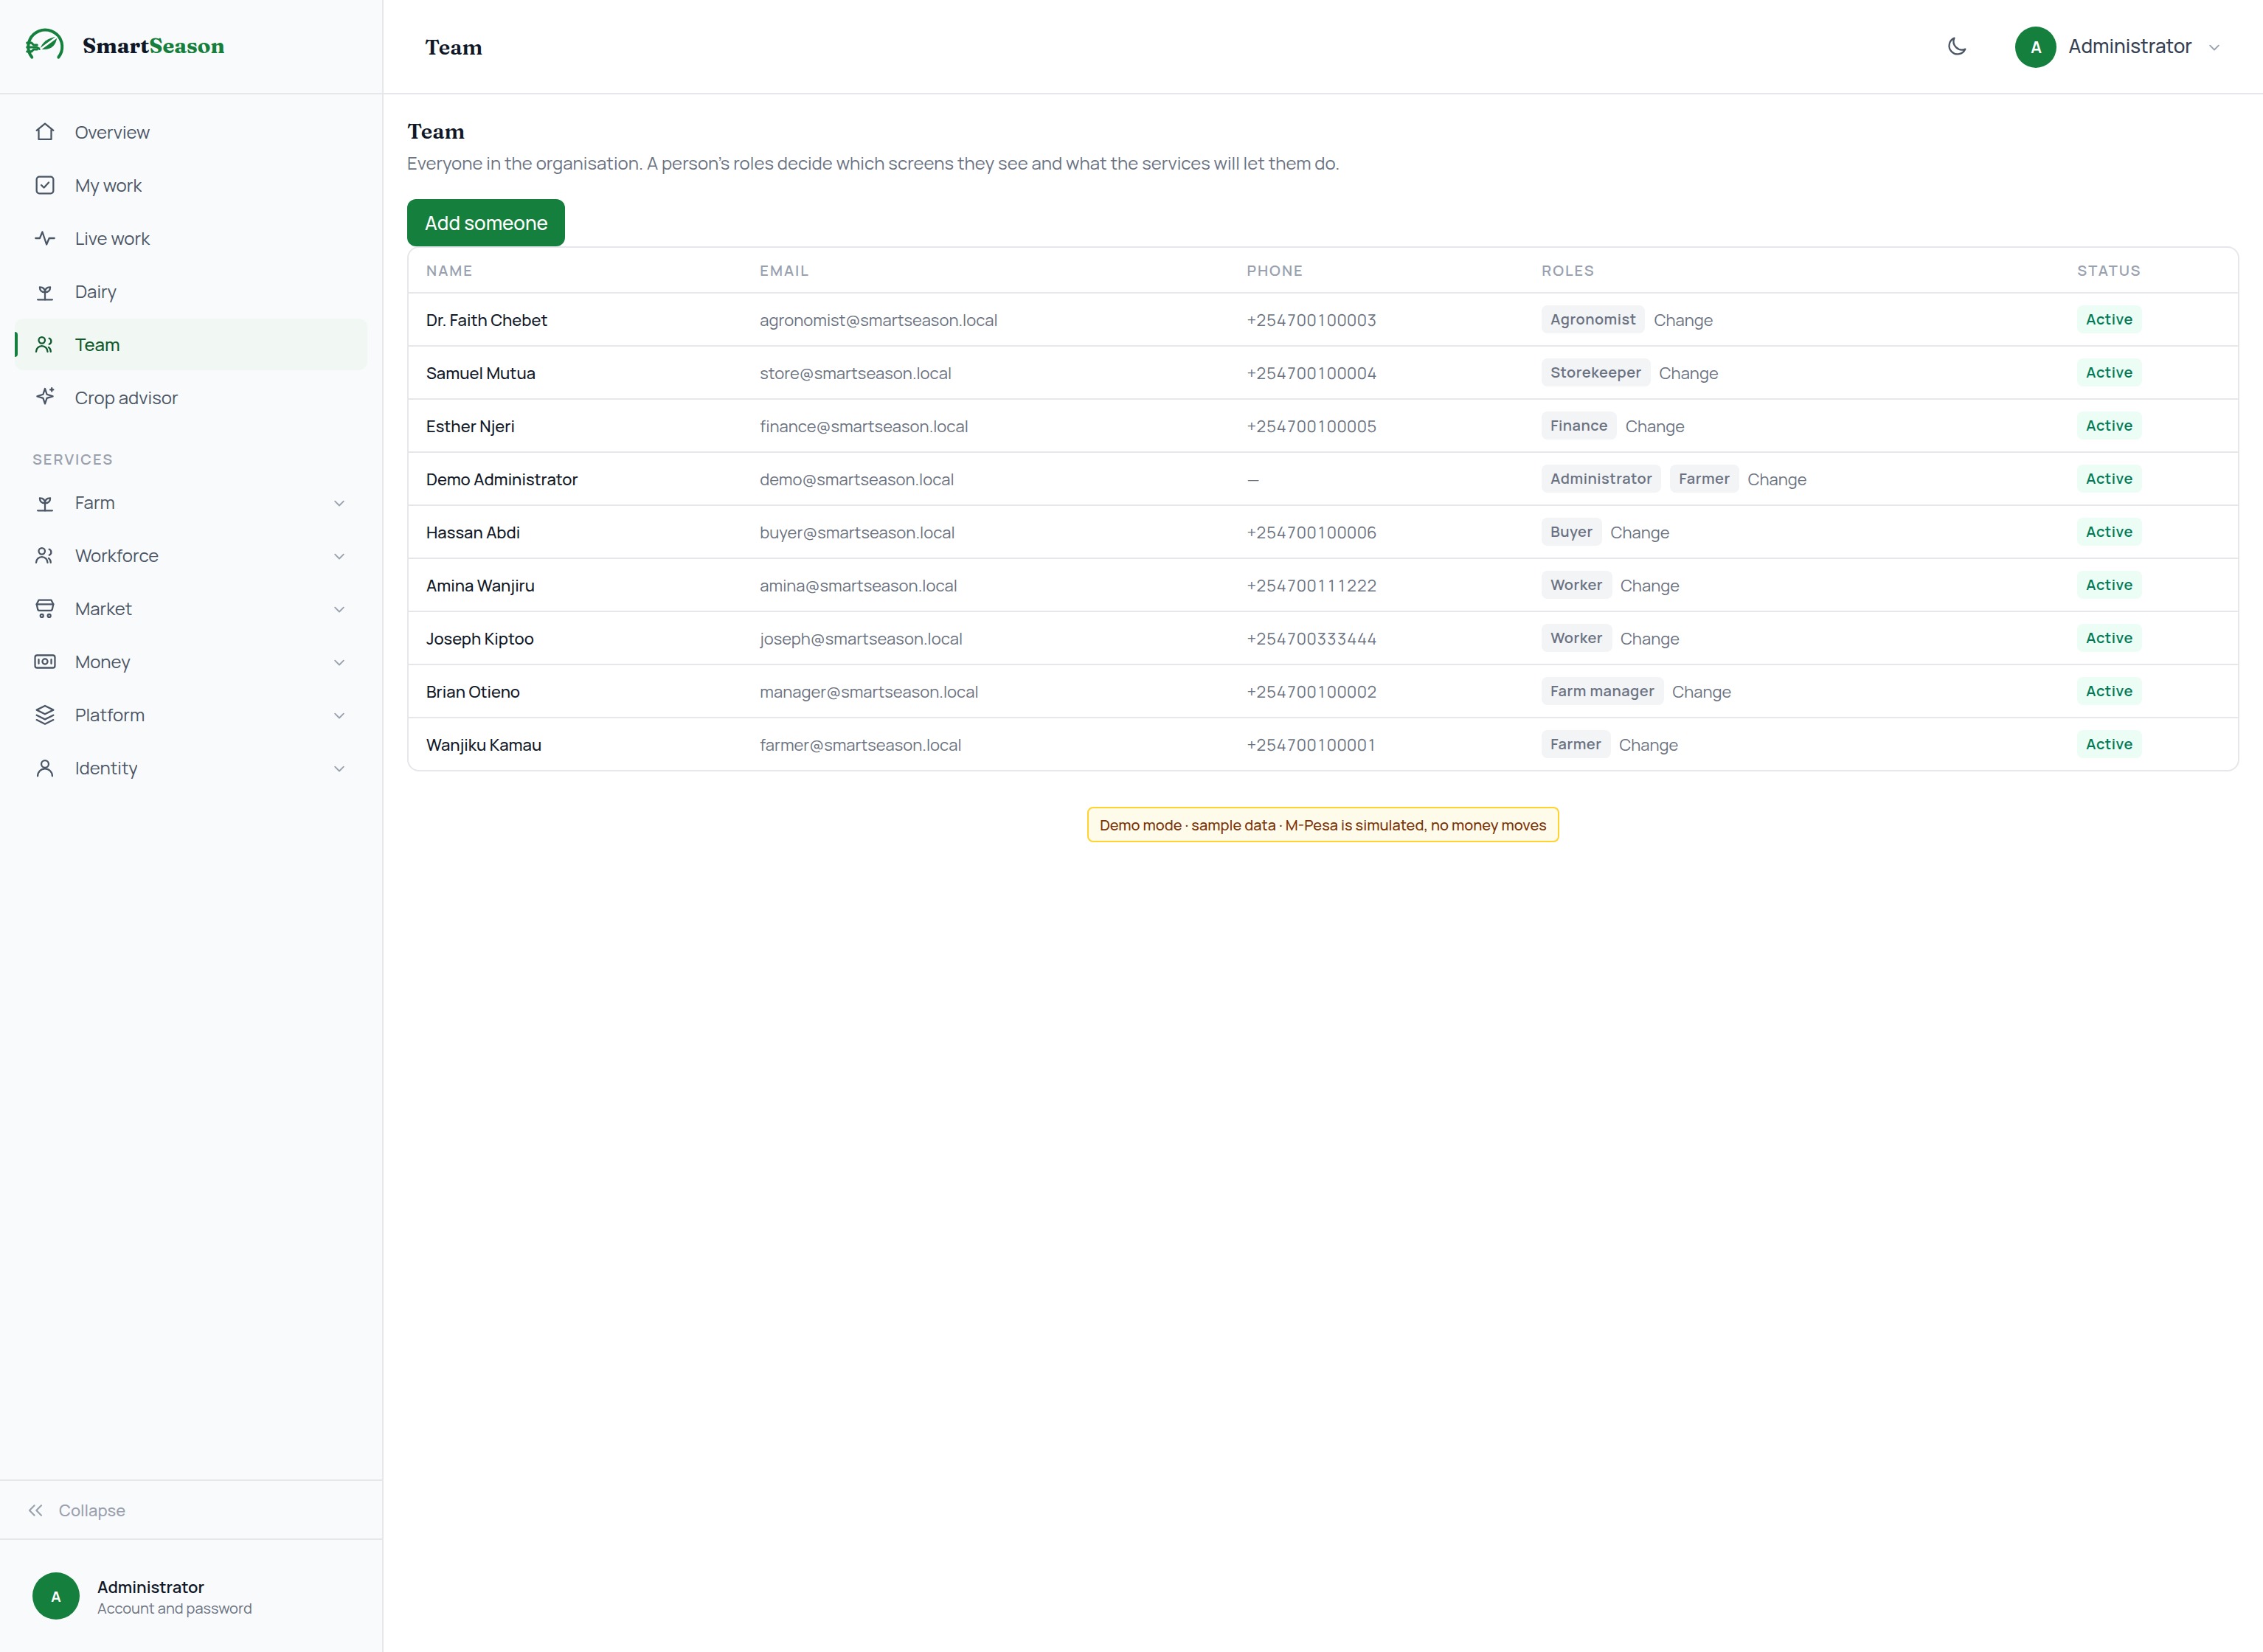 SmartSeason
Team
A
Administrator
Overview
My work
Live work
Dairy
Team
Crop advisor
SERVICES
Farm
Workforce
Market
Money
Platform
Identity
Collapse
A
Administrator
Account and password
Team
Everyone in the organisation. A person's roles decide which screens they see and what the services will let them do.
Add someone
NAME EMAIL PHONE ROLES STATUS
Dr. Faith Chebet agronomist@smartseason.local +254700100003 Agronomist Change Active
Samuel Mutua store@smartseason.local +254700100004 Storekeeper Change Active
Esther Njeri finance@smartseason.local +254700100005 Finance Change Active
Demo Administrator demo@smartseason.local — Administrator Farmer Change Active
Hassan Abdi buyer@smartseason.local +254700100006 Buyer Change Active
Amina Wanjiru amina@smartseason.local +254700111222 Worker Change Active
Joseph Kiptoo joseph@smartseason.local +254700333444 Worker Change Active
Brian Otieno manager@smartseason.local +254700100002 Farm manager Change Active
Wanjiku Kamau farmer@smartseason.local +254700100001 Farmer Change Active
Demo mode · sample data · M-Pesa is simulated, no money moves